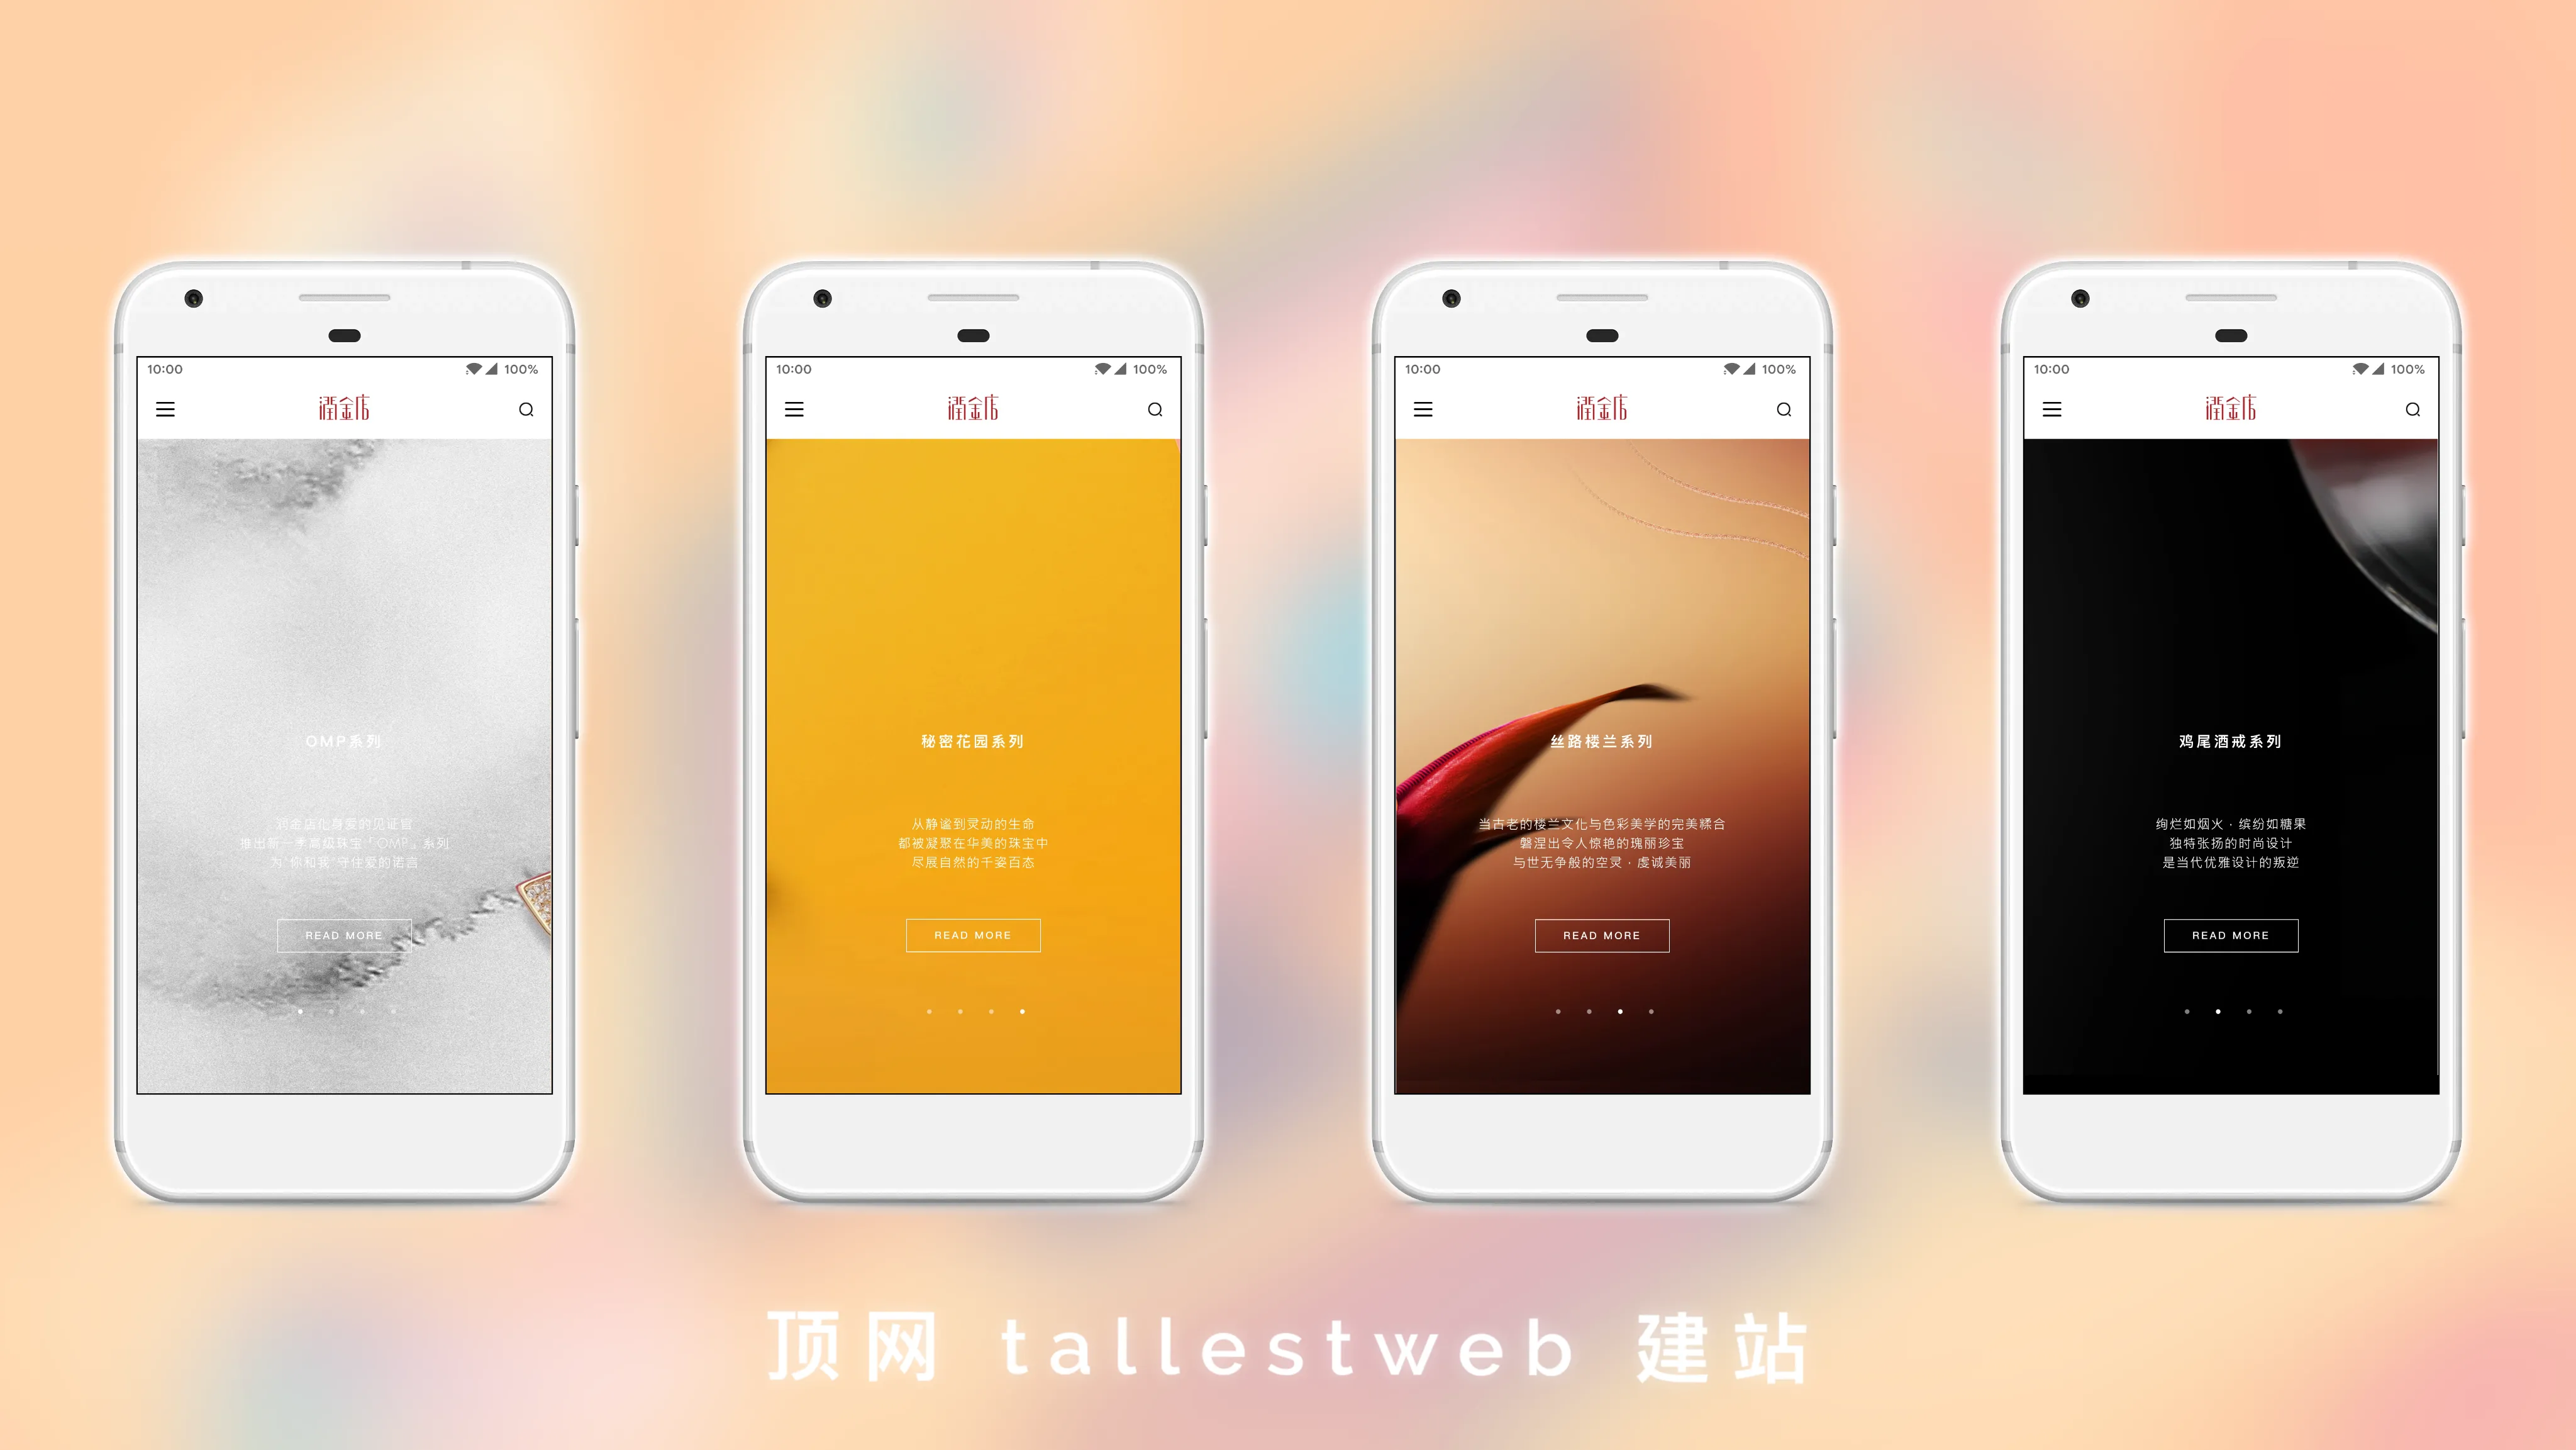 10:00 100%
润金店
OMP系列
润金店化身爱的见证官
推出新一季高级珠宝「OMP」系列
为“你和我”守住爱的诺言
READ MORE
10:00 100%
润金店
秘密花园系列
从静谧到灵动的生命
都被凝聚在华美的珠宝中
尽展自然的千姿百态
READ MORE
10:00 100%
润金店
丝路楼兰系列
当古老的楼兰文化与色彩美学的完美糅合
磐涅出令人惊艳的瑰丽珍宝
与世无争般的空灵·虔诚美丽
READ MORE
10:00 100%
润金店
鸡尾酒戒系列
绚烂如烟火·缤纷如糖果
独特张扬的时尚设计
是当代优雅设计的叛逆
READ MORE
顶网 tallestweb 建站